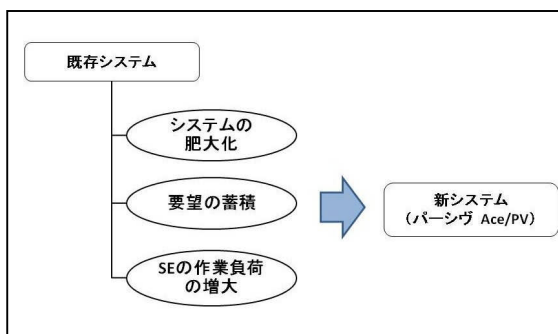 既存システム
システムの
肥大化
要望の蓄積
SEの作業負荷
の増大
新システム
(パーシヴ Ace/PV)